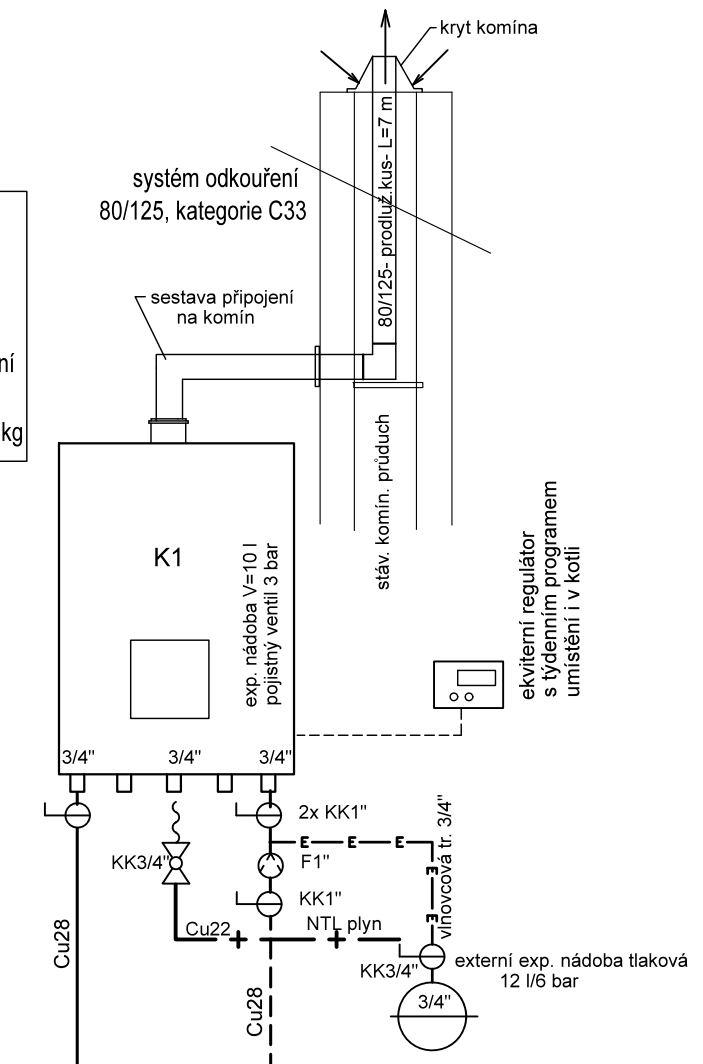 kryt komína
systém odkouření
80/125, kategorie C33
80/125- prodluž.kus- L=7 m
sestava připojení
na komín
ní
kg
stáv. komín. průduch
K1
exp. nádoba V=10 l
pojistný ventil 3 bar
ekviterní regulátor
s týdenním programem
umístění i v kotli
3/4"
3/4"
3/4"
2x KK1"
KK3/4"
F1"
E E E
E
E
vlnovcová tr. 3/4"
KK1"
Cu22
NTL plyn
Cu28
Cu28
KK3/4"
externí exp. nádoba tlaková
12 l/6 bar
3/4"